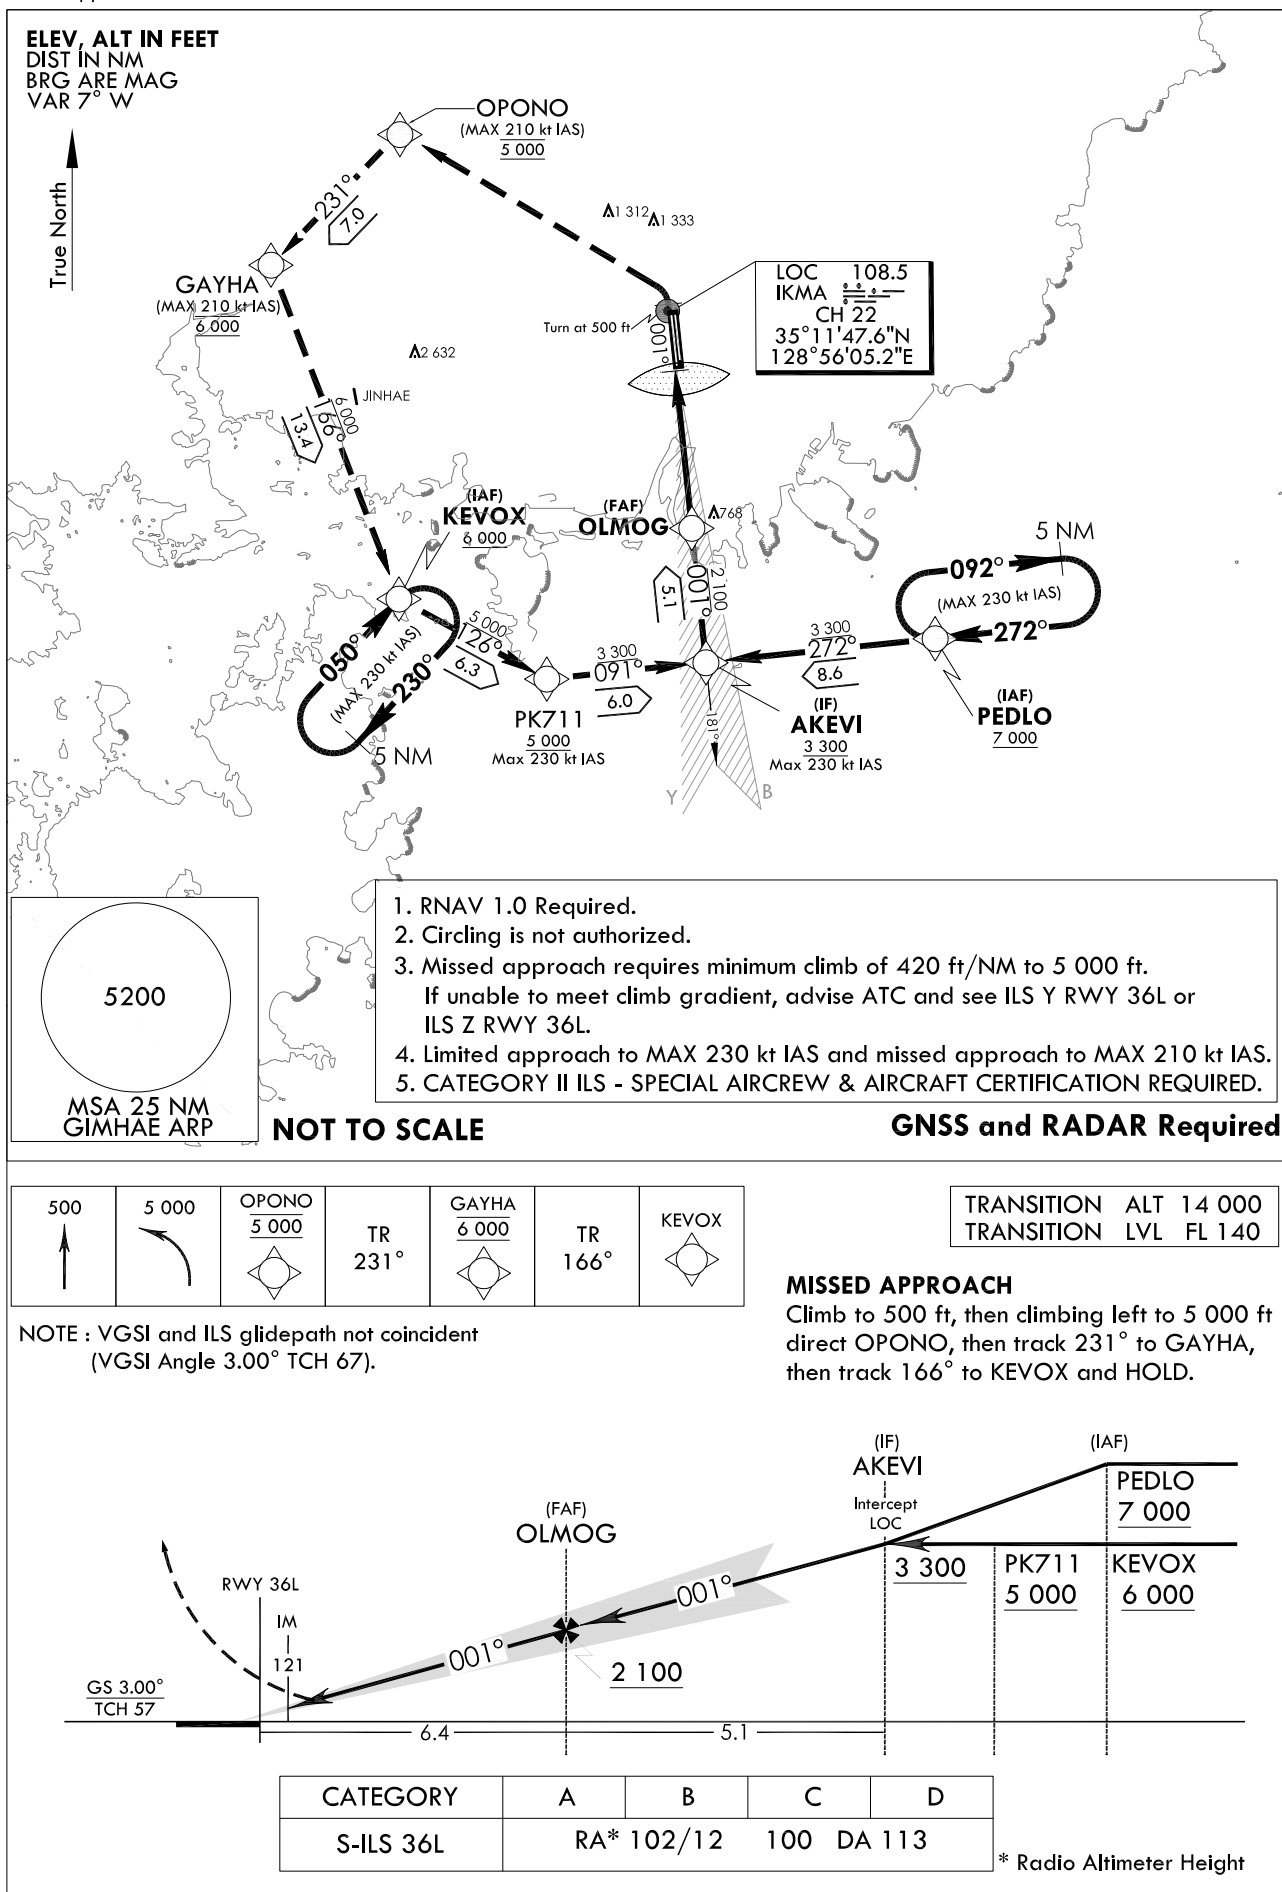 ELEV, ALT IN FEET
DIST IN NM
BRG ARE MAG
VAR 7° W
True North
OPONO
(MAX 210 kt IAS)
5 000
231°
7.0
GAYHA
(MAX 210 kt IAS)
6 000
1 312
1 333
2 632
Turn at 500 ft
001°
LOC 108.5
IKMA
CH 22
35°11'47.6"N
128°56'05.2"E
JINHAE
6 000
166°
13.4
(IAF)
KEVOX
6 000
(FAF)
OLMOG
768
5 NM
092°
(MAX 230 kt IAS)
272°
2 100
001°
5.1
050°
(MAX 230 kt IAS)
230°
5 NM
5 000
126°
6.3
3 300
091°
6.0
3 300
272°
8.6
PK711
5 000
Max 230 kt IAS
181°
(IF)
AKEVI
3 300
Max 230 kt IAS
(IAF)
PEDLO
7 000
Y
B
5200
MSA 25 NM
GIMHAE ARP
1. RNAV 1.0 Required.
2. Circling is not authorized.
3. Missed approach requires minimum climb of 420 ft/NM to 5 000 ft.
If unable to meet climb gradient, advise ATC and see ILS Y RWY 36L or
ILS Z RWY 36L.
4. Limited approach to MAX 230 kt IAS and missed approach to MAX 210 kt IAS.
5. CATEGORY II ILS - SPECIAL AIRCREW & AIRCRAFT CERTIFICATION REQUIRED.
NOT TO SCALE
GNSS and RADAR Required
500
5 000
OPONO
5 000
TR
231°
GAYHA
6 000
TR
166°
KEVOX
TRANSITION ALT 14 000
TRANSITION LVL FL 140
NOTE : VGSI and ILS glidepath not coincident
(VGSI Angle 3.00° TCH 67).
MISSED APPROACH
Climb to 500 ft, then climbing left to 5 000 ft
direct OPONO, then track 231° to GAYHA,
then track 166° to KEVOX and HOLD.
(IF)
AKEVI
Intercept
LOC
(IAF)
PEDLO
7 000
(FAF)
OLMOG
3 300
PK711
5 000
KEVOX
6 000
RWY 36L
IM
121
001°
001°
2 100
GS 3.00°
TCH 57
6.4
5.1
CATEGORY A B C D
S-ILS 36L RA* 102/12 100 DA 113
* Radio Altimeter Height